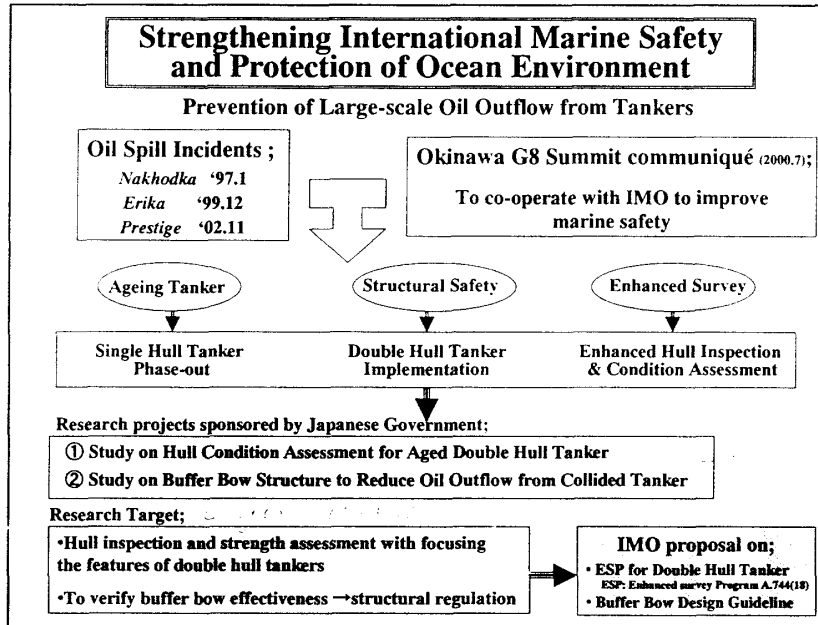 Strengthening International Marine Safety
and Protection of Ocean Environment
Prevention of Large-scale Oil Outflow from Tankers
Oil Spill Incidents ;
Nakhodka '97.1
Erika '99.12
Prestige '02.11
Okinawa G8 Summit communiqué (2000.7);
To co-operate with IMO to improve
marine safety
Ageing Tanker
Structural Safety
Enhanced Survey
Single Hull Tanker
Phase-out
Double Hull Tanker
Implementation
Enhanced Hull Inspection
& Condition Assessment
Research projects sponsored by Japanese Government;
① Study on Hull Condition Assessment for Aged Double Hull Tanker
② Study on Buffer Bow Structure to Reduce Oil Outflow from Collided Tanker
Research Target;
•Hull inspection and strength assessment with focusing
the features of double hull tankers
•To verify buffer bow effectiveness →structural regulation
IMO proposal on;
• ESP for Double Hull Tanker
ESP: Enhanced survey Program A.744(18)
• Buffer Bow Design Guideline